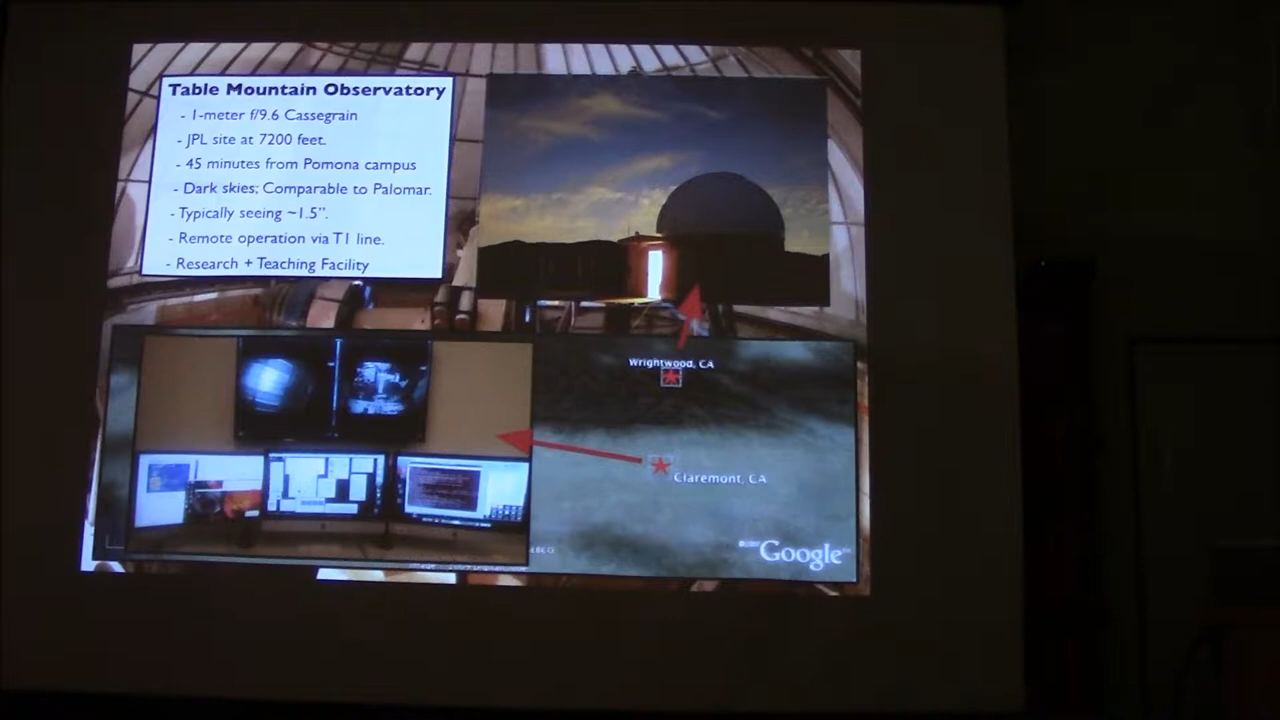 Table Mountain Observatory
- 1-meter f/9.6 Cassegrain
- JPL site at 7200 feet.
- 45 minutes from Pomona campus
- Dark skies; Comparable to Palomar.
- Typically seeing ~1.5”.
- Remote operation via T1 line.
- Research + Teaching Facility
Wrightwood, CA
Claremont, CA
Google